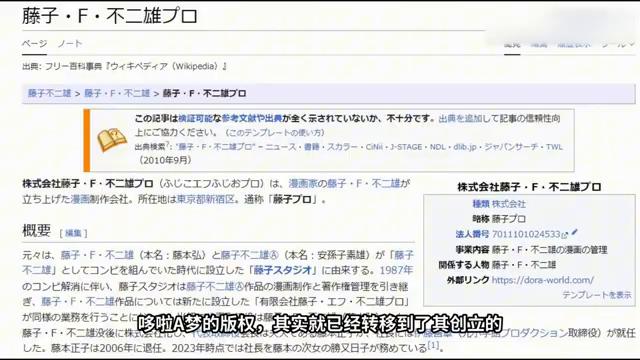 藤子・F・不二雄プロ
ページ ノート
出典: フリー百科事典『ウィキペディア（Wikipedia）』
藤子不二雄 > 藤子・F・不二雄 > 藤子・F・不二雄プロ
この記事は検証可能な参考文献や出典が全く示されていないか、不十分です。出典を追加して記事の信頼性向
上にご協力ください。（このテンプレートの使い方）
出典検索?: "藤子・F・不二雄プロ" – ニュース・書籍・スカラー・CiNii・J-STAGE・NDL・dlib.jp・ジャパンサーチ・TWL
（2010年9月）
株式会社藤子・F・不二雄プロ（ふじこエフふじおプロ）は、漫画家の藤子・F・不二雄が
立ち上げた漫画制作会社。所在地は東京都新宿区。通称「藤子プロ」。
概要 [編集]
元々は、藤子・F・不二雄（本名：藤本弘）と藤子不二雄Ⓐ（本名：安孫子素雄）が「藤子
不二雄」としてコンビを組んでいた時代に設立した「藤子スタジオ」に由来する。1987年
のコンビ解消に伴い、藤子スタジオは藤子不二雄Ⓐ作品の漫画制作と著作権管理を引き継
ぎ、藤子・F・不二雄作品については新たに設立した「有限会社藤子・エフ・不二雄プロ」
が同様の業務を行うことに
藤子・F・不二雄没後に株式会社化
取締役）が就任
した。藤本正子は2006年に退任。2023年時点では社長を藤本の次女の勝又日子が務めている[1]。
株式会社藤子・F・不二雄プロ
種類 株式会社
略称 藤子プロ
法人番号 7011101024533
事業内容 藤子・F・不二雄の漫画の管理
関係する人物 藤子・F・不二雄
外部リンク https://dora-world.com/
テンプレートを表示
哆啦A梦的版权，其实就已经转移到了其创立的